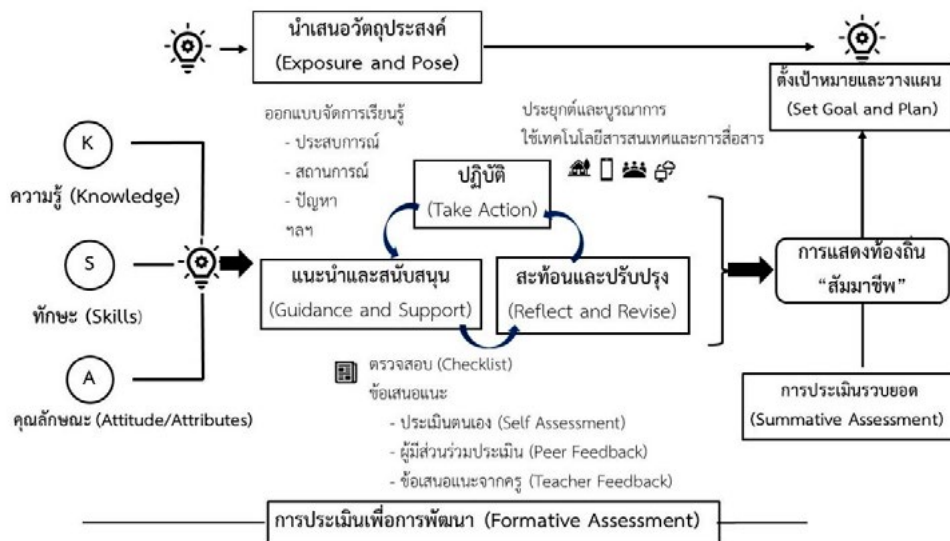 นำเสนอวัตถุประสงค์
(Exposure and Pose)
ตั้งเป้าหมายและวางแผน
(Set Goal and Plan)
ออกแบบจัดการเรียนรู้
- ประสบการณ์
- สถานการณ์
- ปัญหา
ฯลฯ
ประยุกต์และบูรณาการ
ใช้เทคโนโลยีสารสนเทศและการสื่อสาร
K
ความรู้ (Knowledge)
S
ทักษะ (Skills)
A
คุณลักษณะ (Attitude/Attributes)
ปฏิบัติ
(Take Action)
แนะนำและสนับสนุน
(Guidance and Support)
สะท้อนและปรับปรุง
(Reflect and Revise)
การแสดงท้องถิ่น
“สัมมาชีพ”
ตรวจสอบ (Checklist)
ข้อเสนอแนะ
- ประเมินตนเอง (Self Assessment)
- ผู้มีส่วนร่วมประเมิน (Peer Feedback)
- ข้อเสนอแนะจากครู (Teacher Feedback)
การประเมินรวบยอด
(Summative Assessment)
การประเมินเพื่อการพัฒนา (Formative Assessment)